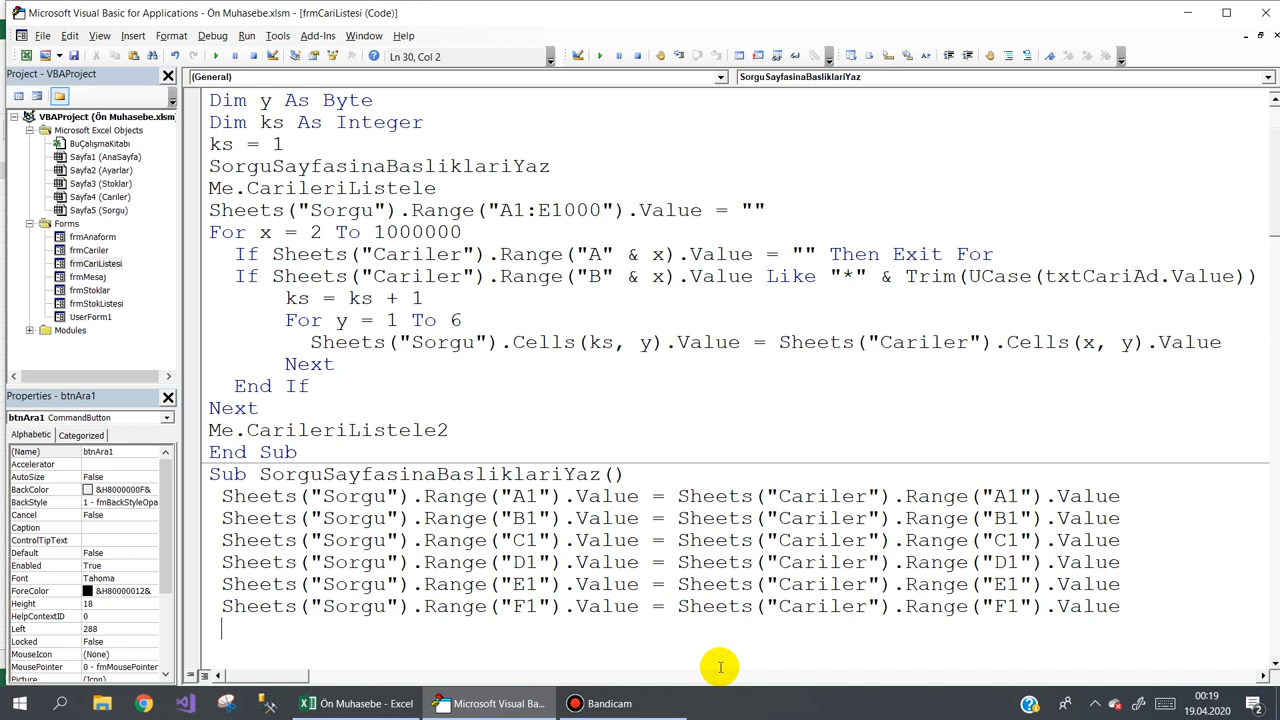 Microsoft Visual Basic for Applications - Ön Muhasebe.xlsm - [frmCariListesi (Code)]
File Edit View Insert Format Debug Run Tools Add-Ins Window Help
Ln 30, Col 2
Project - VBAProject
(General)
SorguSayfasinaBasliklariYaz
VBAProject (Ön Muhasebe.xlsm)
Microsoft Excel Objects
BuÇalışmaKitabı
Sayfa1 (AnaSayfa)
Sayfa2 (Ayarlar)
Sayfa3 (Stoklar)
Sayfa4 (Cariler)
Sayfa5 (Sorgu)
Forms
frmAnaform
frmCariler
frmCariListesi
frmMesaj
frmStoklar
frmStokListesi
UserForm1
Modules
Properties - btnAra1
btnAra1 CommandButton
Alphabetic Categorized
(Name) btnAra1
Accelerator
AutoSize False
BackColor &H8000000F&
BackStyle 1 - fmBackStyleOpa
Cancel False
Caption
ControlTipText
Default False
Enabled True
Font Tahoma
ForeColor &H80000012&
Height 18
HelpContextID 0
Left 288
Locked False
MouseIcon (None)
MousePointer 0 - fmMousePointer
Picture (Icon)
Dim y As Byte
Dim ks As Integer
ks = 1
SorguSayfasinaBasliklariYaz
Me.CarileriListele
Sheets("Sorgu").Range("A1:E1000").Value = ""
For x = 2 To 1000000
If Sheets("Cariler").Range("A" & x).Value = "" Then Exit For
If Sheets("Cariler").Range("B" & x).Value Like "*" & Trim(UCase(txtCariAd.Value))
ks = ks + 1
For y = 1 To 6
Sheets("Sorgu").Cells(ks, y).Value = Sheets("Cariler").Cells(x, y).Value
Next
End If
Next
Me.CarileriListele2
End Sub
Sub SorguSayfasinaBasliklariYaz()
Sheets("Sorgu").Range("A1").Value = Sheets("Cariler").Range("A1").Value
Sheets("Sorgu").Range("B1").Value = Sheets("Cariler").Range("B1").Value
Sheets("Sorgu").Range("C1").Value = Sheets("Cariler").Range("C1").Value
Sheets("Sorgu").Range("D1").Value = Sheets("Cariler").Range("D1").Value
Sheets("Sorgu").Range("E1").Value = Sheets("Cariler").Range("E1").Value
Sheets("Sorgu").Range("F1").Value = Sheets("Cariler").Range("F1").Value
Ön Muhasebe - Excel
Microsoft Visual Ba...
Bandicam
00:19
19.04.2020
2